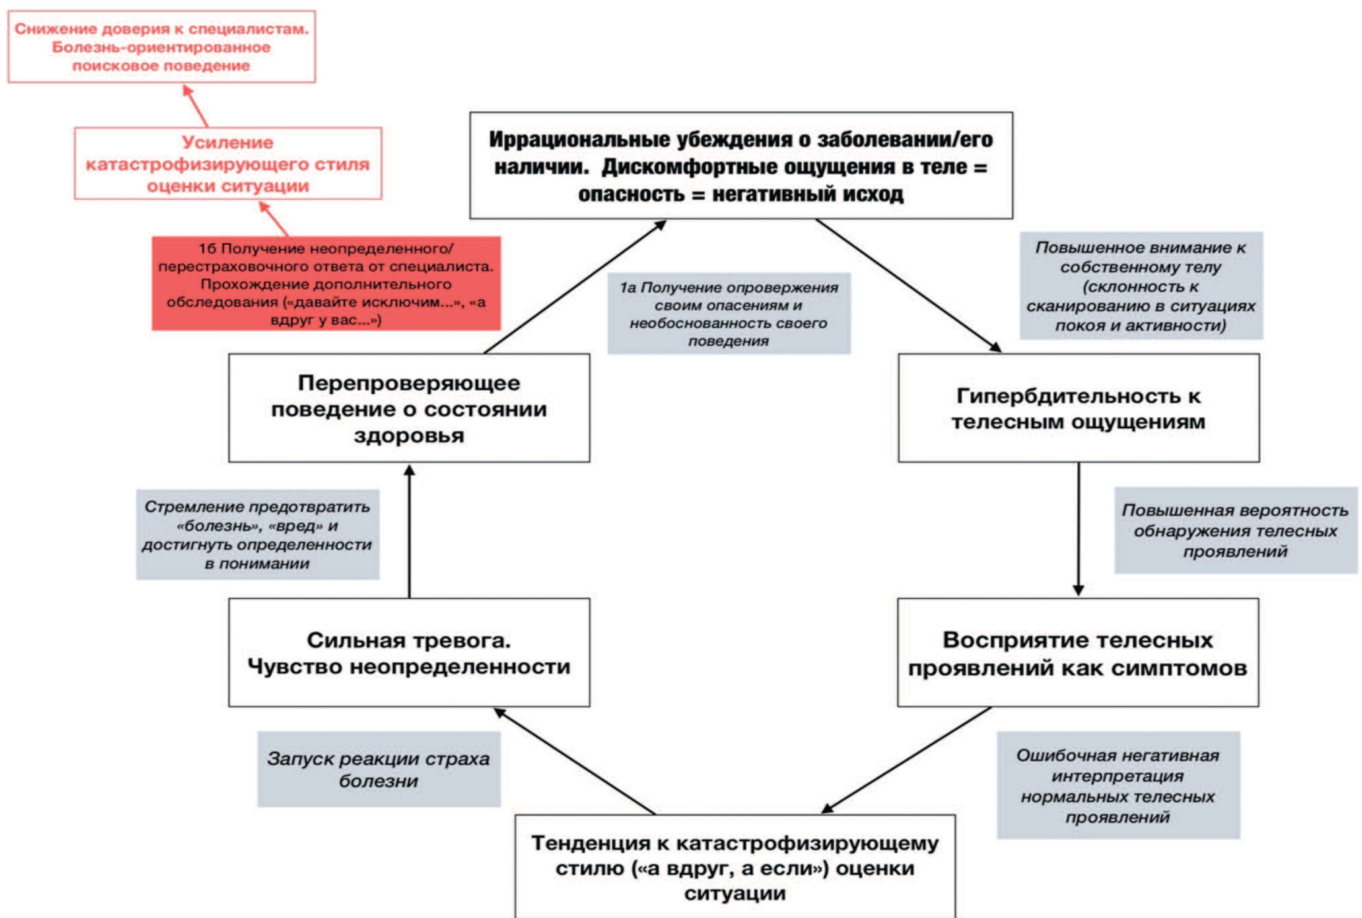 Снижение доверия к специалистам.
Болезнь-ориентированное
поисковое поведение
Усиление
катастрофизирующего стиля
оценки ситуации
Иррациональные убеждения о заболевании/его
наличии. Дискомфортные ощущения в теле =
опасность = негативный исход
1б Получение неопределенного/
перестраховочного ответа от специалиста.
Прохождение дополнительного
обследования («давайте исключим...», «а
вдруг у вас...»)
1а Получение опровержения
своим опасениям и
необоснованность своего
поведения
Повышенное внимание к
собственному телу
(склонность к
сканированию в ситуациях
покоя и активности)
Перепроверяющее
поведение о состоянии
здоровья
Гипербдительность к
телесным ощущениям
Стремление предотвратить
«болезнь», «вред» и
достигнуть определенности
в понимании
Повышенная вероятность
обнаружения телесных
проявлений
Сильная тревога.
Чувство неопределенности
Восприятие телесных
проявлений как симптомов
Запуск реакции страха
болезни
Ошибочная негативная
интерпретация
нормальных телесных
проявлений
Тенденция к катастрофизирующему
стилю («а вдруг, а если») оценки
ситуации